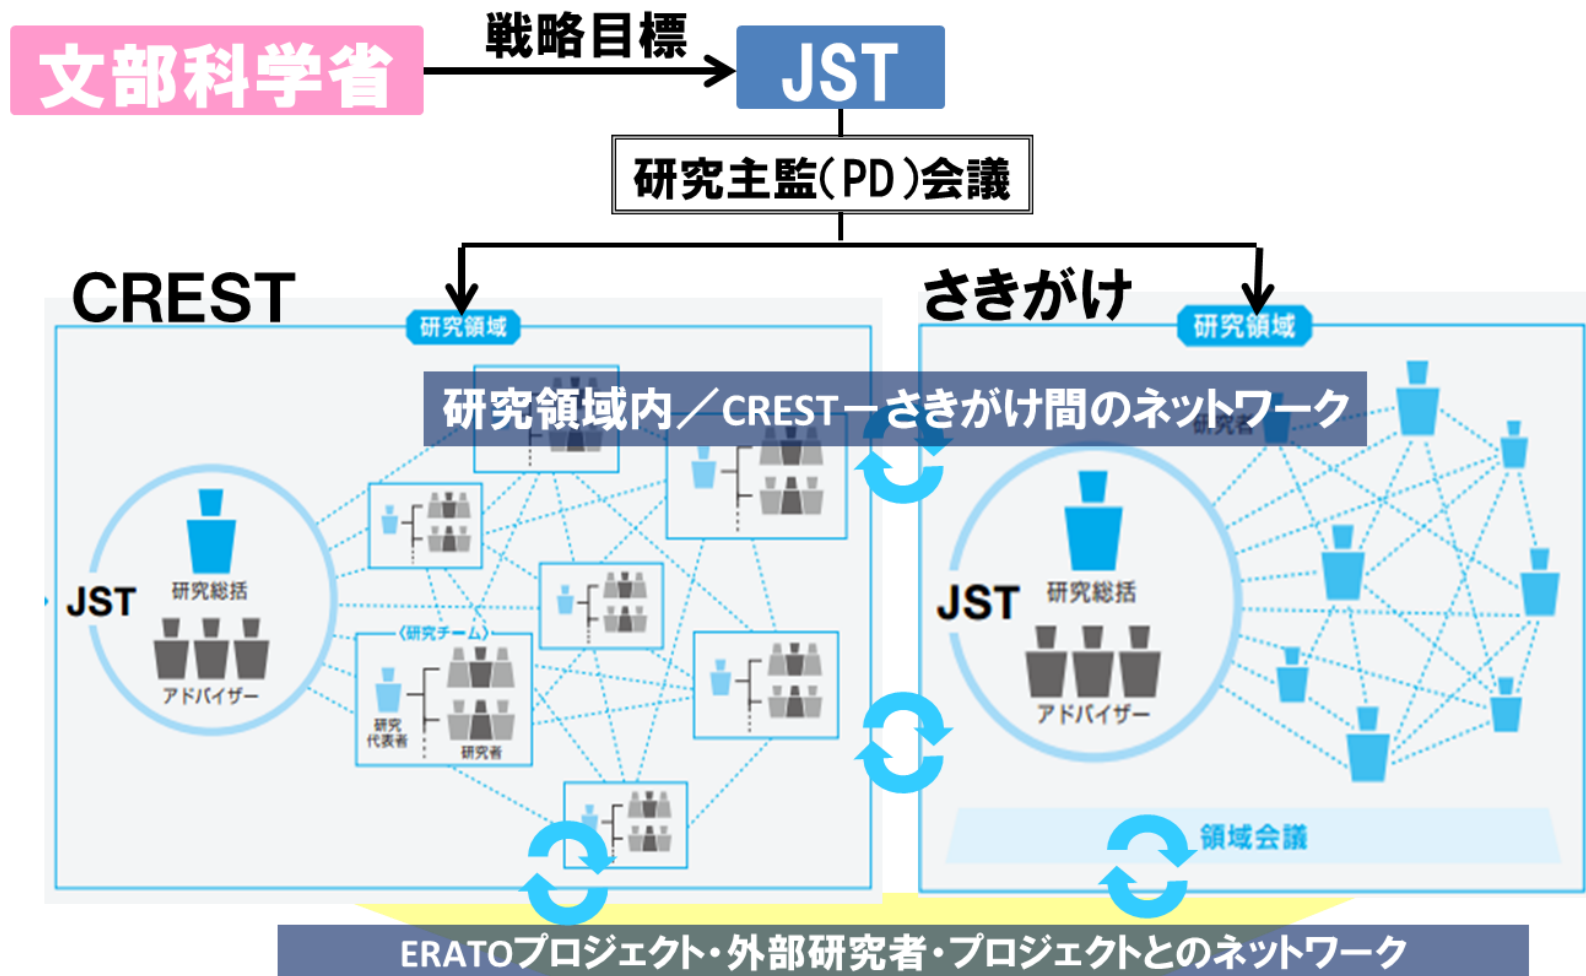 文部科学省
戦略目標
JST
研究主監(PD)会議
CREST
研究領域
さきがけ
研究領域
研究領域内／CREST－さきがけ間のネットワーク
研究者
JST
研究総括
アドバイザー
〈研究チーム〉
研究
代表者
研究者
JST
研究総括
アドバイザー
領域会議
ERATOプロジェクト・外部研究者・プロジェクトとのネットワーク